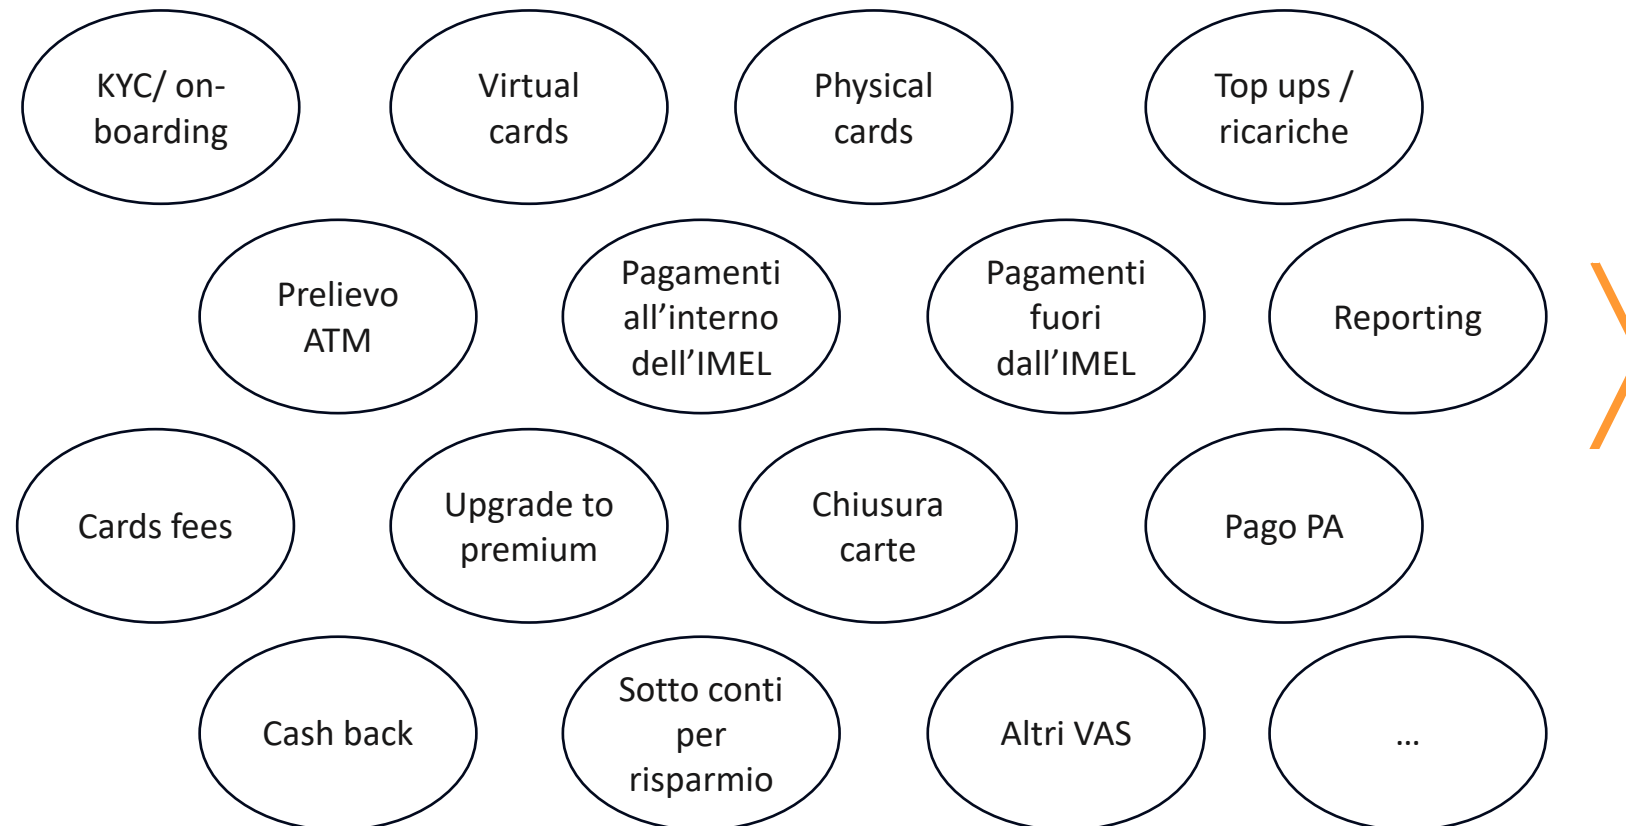 KYC/ on-
boarding
Virtual
cards
Physical
cards
Top ups /
ricariche
Prelievo
ATM
Pagamenti
all’interno
dell’IMEL
Pagamenti
fuori
dall’IMEL
Reporting
Cards fees
Upgrade to
premium
Chiusura
carte
Pago PA
Cash back
Sotto conti
per
risparmio
Altri VAS
…